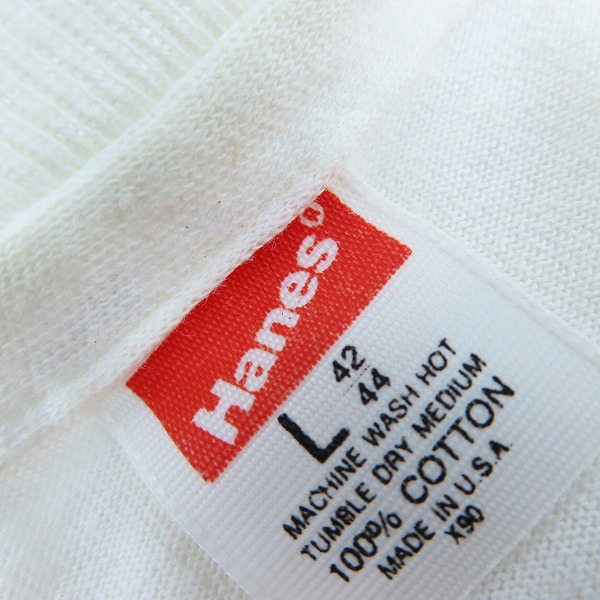 Hanes®
L 42/44
MACHINE WASH HOT
TUMBLE DRY MEDIUM
100% COTTON
MADE IN U.S.A.
X90